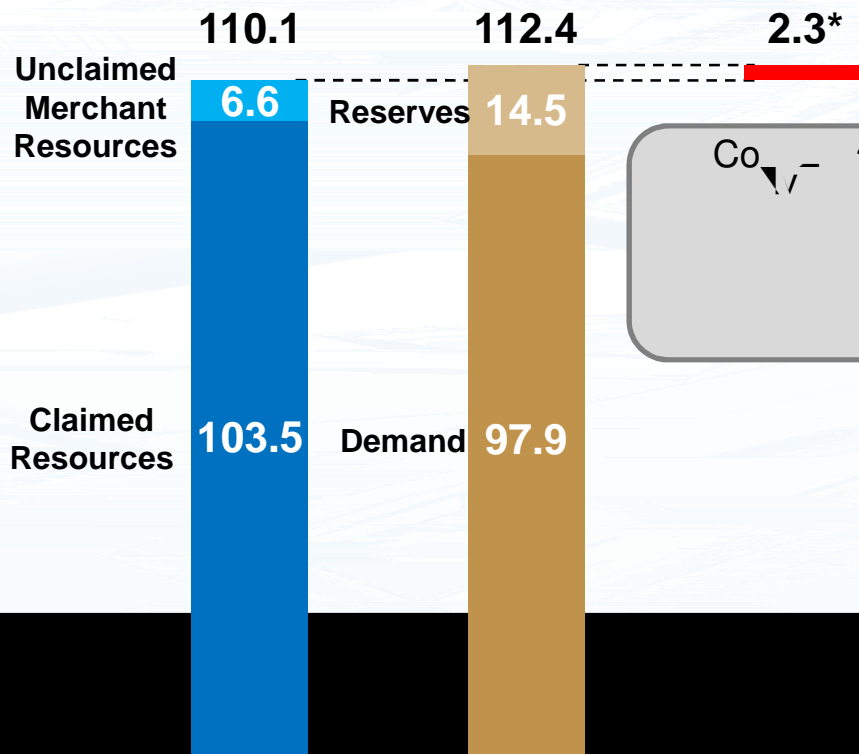 110.1
112.4
2.3*
Unclaimed
Merchant
Resources
6.6
Reserves
14.5
Claimed
Resources
103.5
Demand
97.9